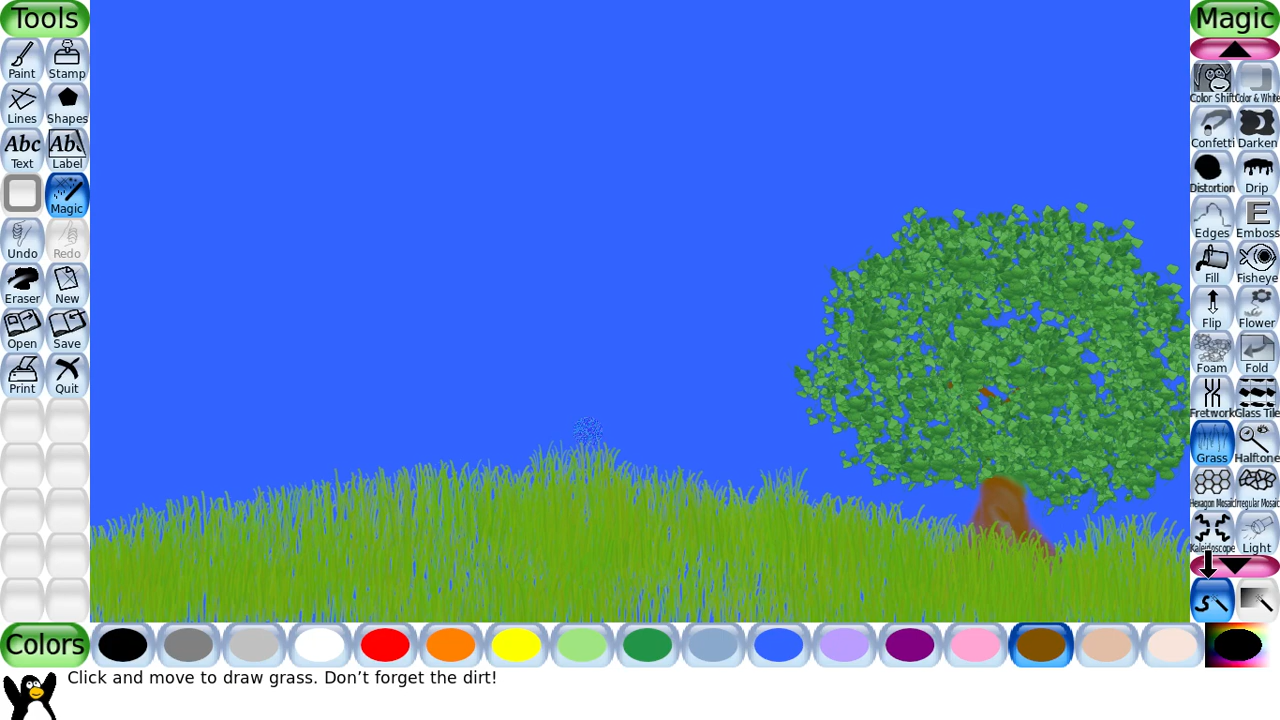 Tools
Magic
Paint
Stamp
Lines
Shapes
Abc
Text
Abc
Label
Magic
Undo
Redo
Eraser
New
Open
Save
Print
Quit
Color Shift
Color & White
Confetti
Darken
Distortion
Drip
Edges
E
Emboss
Fill
Fisheye
Flip
Flower
Foam
Fold
Fretwork
Glass Tile
Grass
Halftone
Hexagon Mosaic
Irregular Mosaic
Kaleidoscope
Light
Colors
Click and move to draw grass. Don’t forget the dirt!